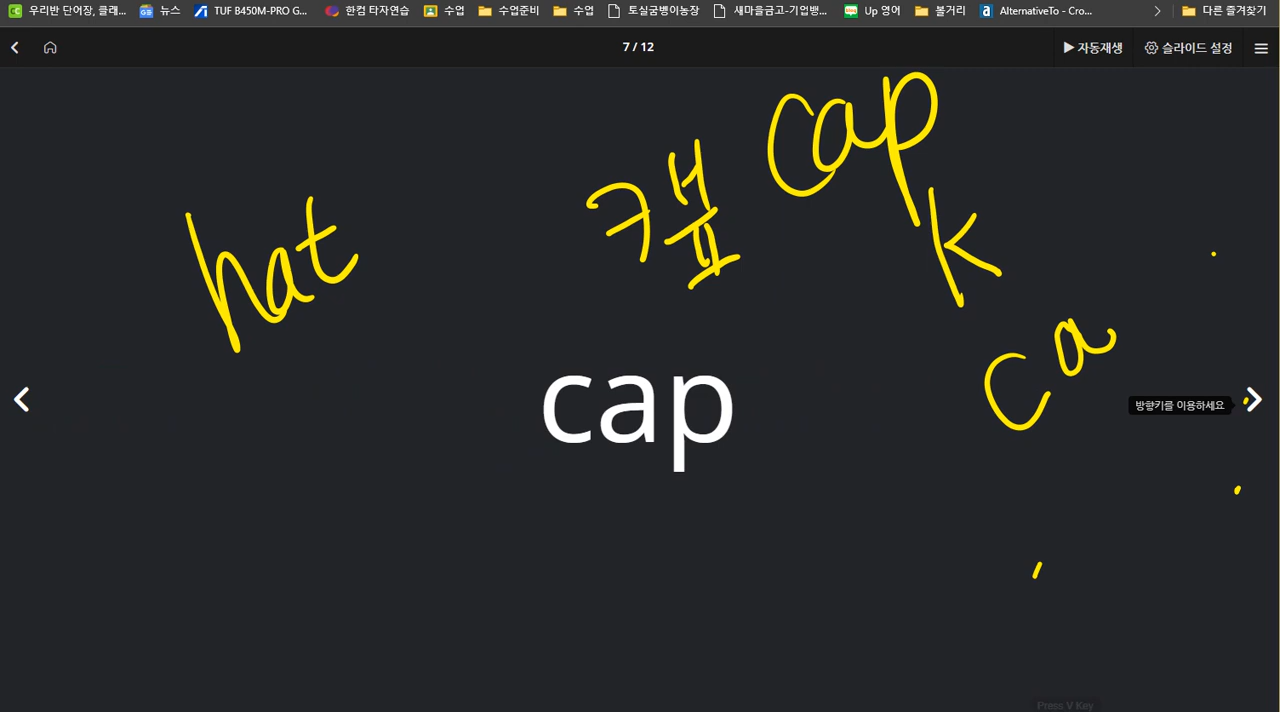 우리반 단어장, 클래... 뉴스 TUF B450M-PRO G... 한컴 타자연습 수업 수업준비 수업 토실굼벵이농장 새마을금고-기업뱅... Up 영어 볼거리 AlternativeTo - Cro... 다른 즐겨찾기
7 / 12 자동재생 슬라이드 설정
cap
hat
K
ca
cap
방향키를 이용하세요
Press V Key